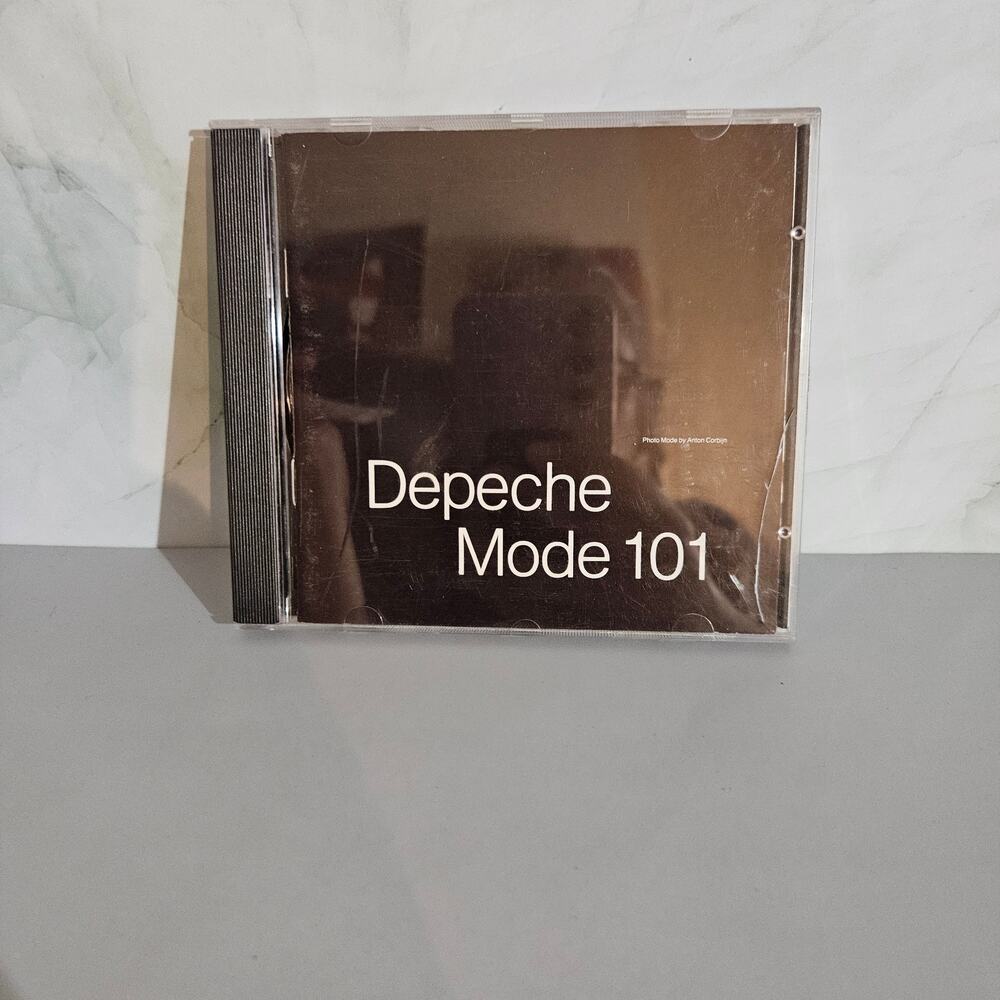 Photo Mode by Anton Corbijn
Depeche
Mode 101